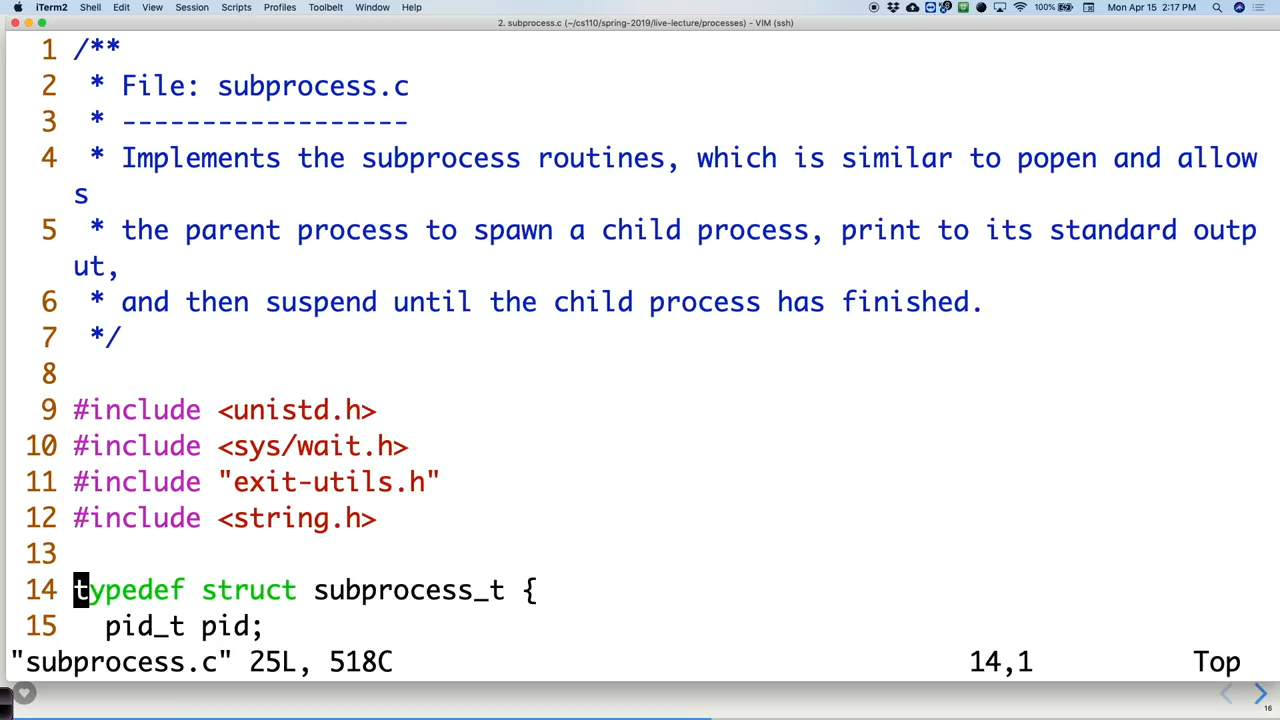 iTerm2 Shell Edit View Session Scripts Profiles Toolbelt Window Help 100% Mon Apr 15 2:17 PM
2. subprocess.c (~/cs110/spring-2019/live-lecture/processes) - VIM (ssh)
1 /**
2  * File: subprocess.c
3  * ------------------
4  * Implements the subprocess routines, which is similar to popen and allow
s
5  * the parent process to spawn a child process, print to its standard outp
ut,
6  * and then suspend until the child process has finished.
7  */
8
9 #include <unistd.h>
10 #include <sys/wait.h>
11 #include "exit-utils.h"
12 #include <string.h>
13
14 typedef struct subprocess_t {
15   pid_t pid;
"subprocess.c" 25L, 518C 14,1 Top
16